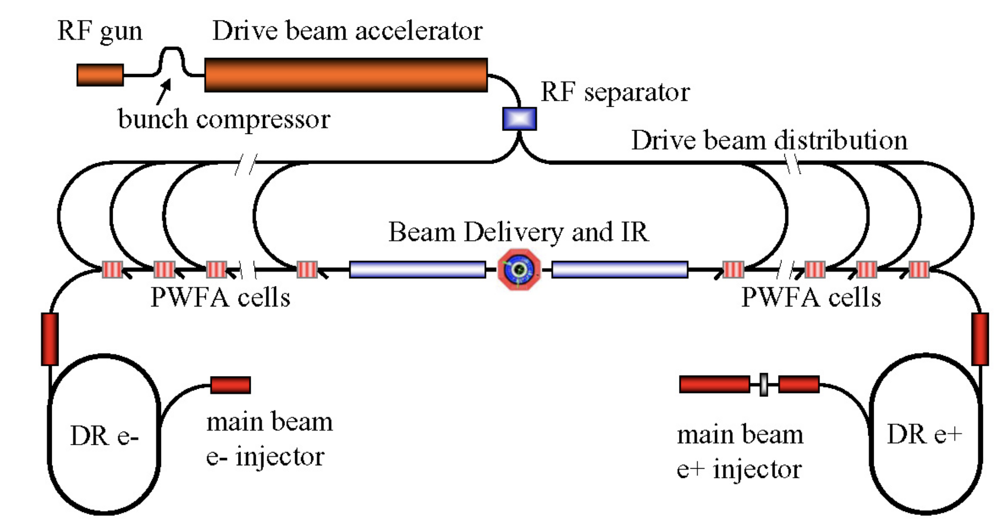 RF gun
Drive beam accelerator
RF separator
bunch compressor
Drive beam distribution
Beam Delivery and IR
PWFA cells
PWFA cells
main beam
e- injector
DR e-
main beam
e+ injector
DR e+